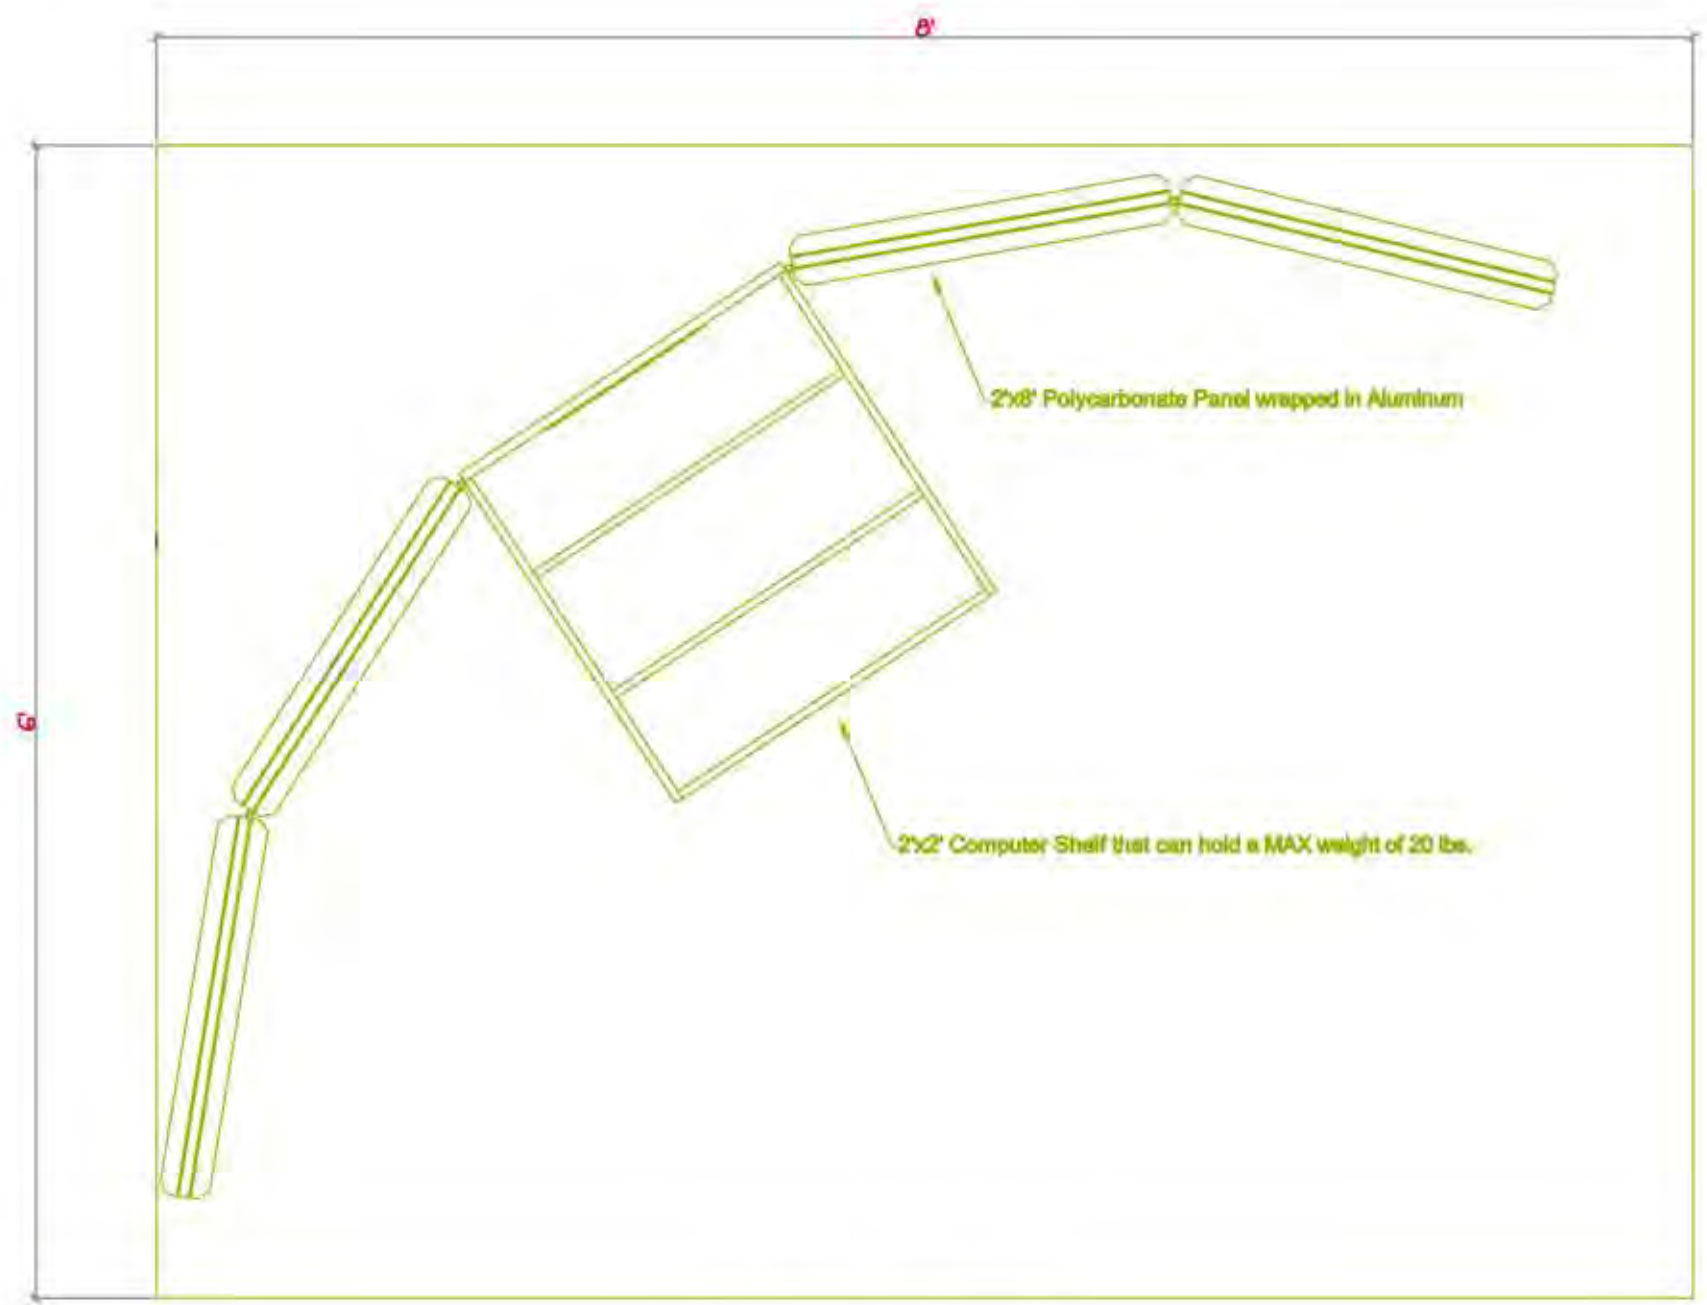 8'
6'
2'x8' Polycarbonate Panel wrapped in Aluminum
2'x2' Computer Shelf that can hold a MAX weight of 20 lbs.